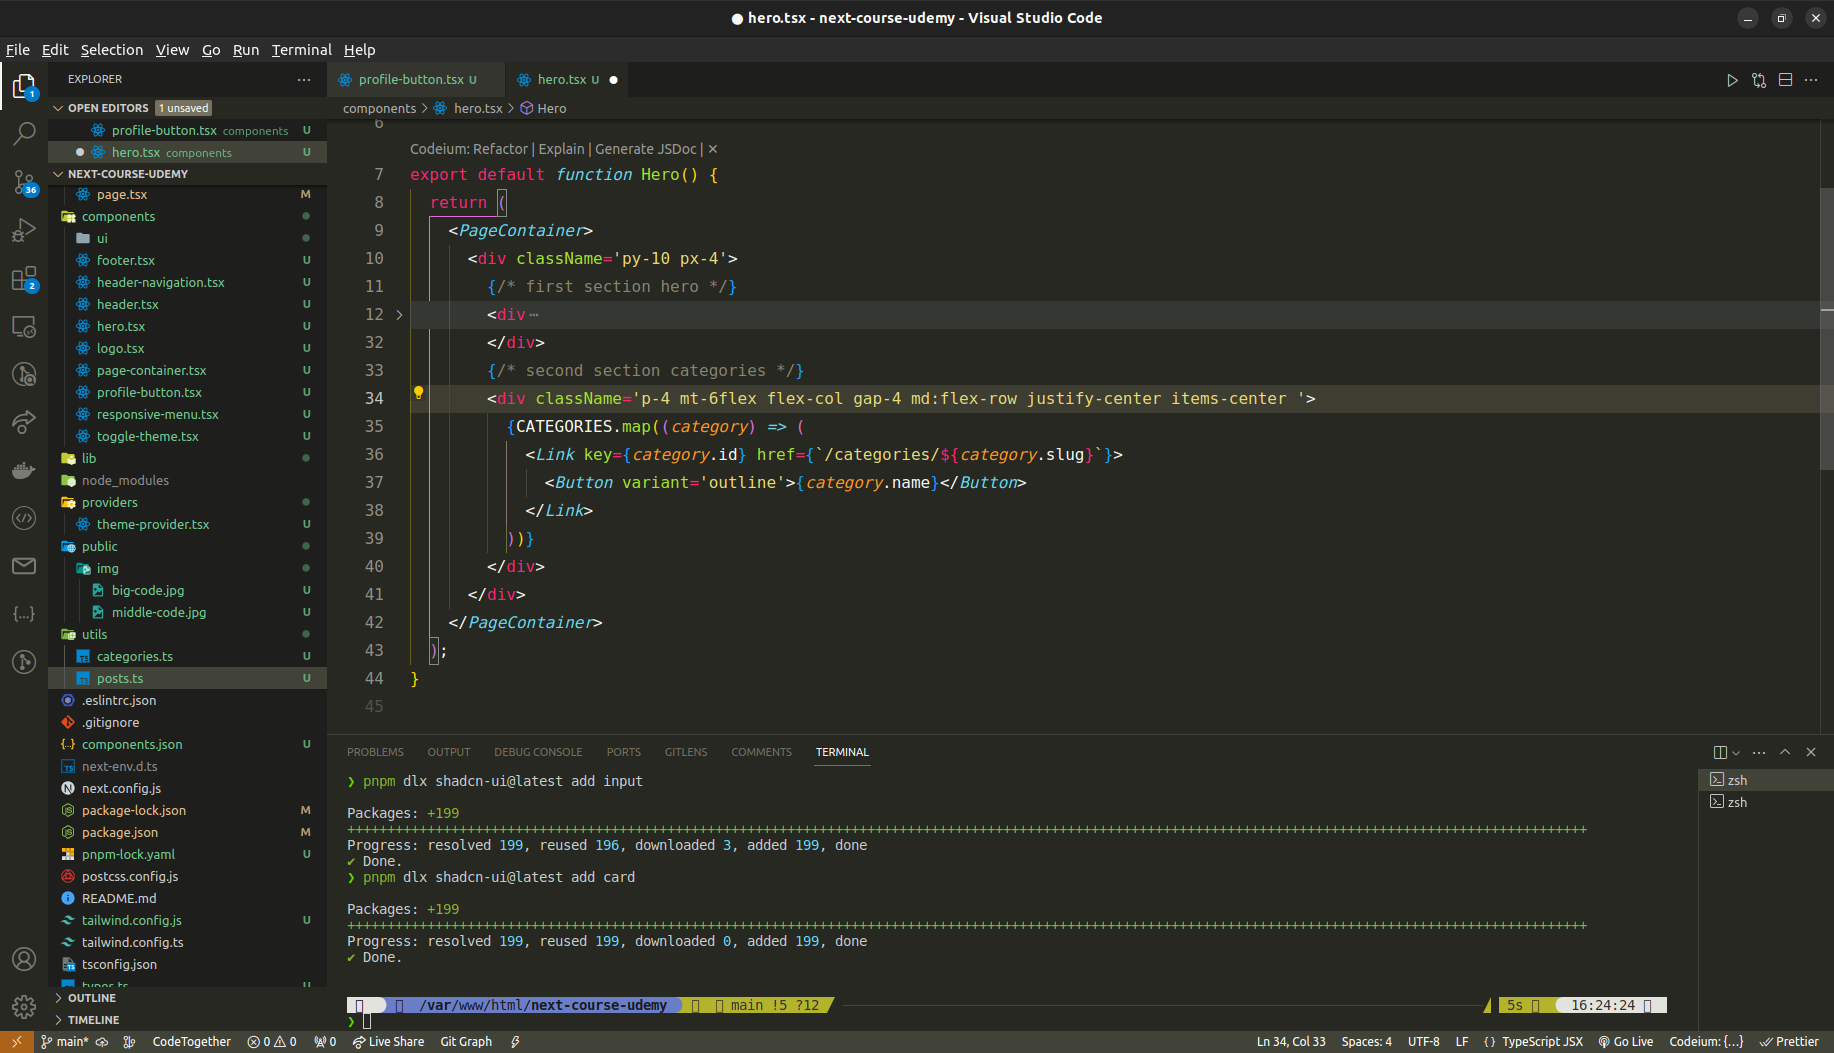 ● hero.tsx - next-course-udemy - Visual Studio Code
File Edit Selection View Go Run Terminal Help
EXPLORER
OPEN EDITORS 1 unsaved
profile-button.tsx components U
hero.tsx components U
NEXT-COURSE-UDEMY
page.tsx M
components
ui
footer.tsx U
header-navigation.tsx U
header.tsx U
hero.tsx U
logo.tsx U
page-container.tsx U
profile-button.tsx U
responsive-menu.tsx U
toggle-theme.tsx U
lib
node_modules
providers
theme-provider.tsx U
public
img
big-code.jpg U
middle-code.jpg U
utils
categories.ts U
posts.ts U
.eslintrc.json
.gitignore
components.json U
next-env.d.ts
next.config.js
package-lock.json M
package.json M
pnpm-lock.yaml U
postcss.config.js
README.md
tailwind.config.js U
tailwind.config.ts
tsconfig.json
types.ts U
OUTLINE
TIMELINE
1
36
2
profile-button.tsx U
hero.tsx U ●
components > hero.tsx > Hero
6
Codeium: Refactor | Explain | Generate JSDoc | ✕
7 export default function Hero() {
8 return (
9 <PageContainer>
10 <div className='py-10 px-4'>
11 {/* first section hero */}
12 <div⋯
32 </div>
33 {/* second section categories */}
34 <div className='p-4 mt-6flex flex-col gap-4 md:flex-row justify-center items-center '>
35 {CATEGORIES.map((category) => (
36 <Link key={category.id} href={`/categories/${category.slug}`}>
37 <Button variant='outline'>{category.name}</Button>
38 </Link>
39 ))}
40 </div>
41 </div>
42 </PageContainer>
43 );
44 }
45
PROBLEMS OUTPUT DEBUG CONSOLE PORTS GITLENS COMMENTS TERMINAL
❯ pnpm dlx shadcn-ui@latest add input
Packages: +199
Progress: resolved 199, reused 196, downloaded 3, added 199, done
✔ Done.
❯ pnpm dlx shadcn-ui@latest add card
Packages: +199
Progress: resolved 199, reused 199, downloaded 0, added 199, done
✔ Done.
/var/www/html/next-course-udemy main !5 ?12 5s 16:24:24
❯
zsh
zsh
main* CodeTogether 0 0 0 Live Share Git Graph Ln 34, Col 33 Spaces: 4 UTF-8 LF { } TypeScript JSX Go Live Codeium: {...} Prettier